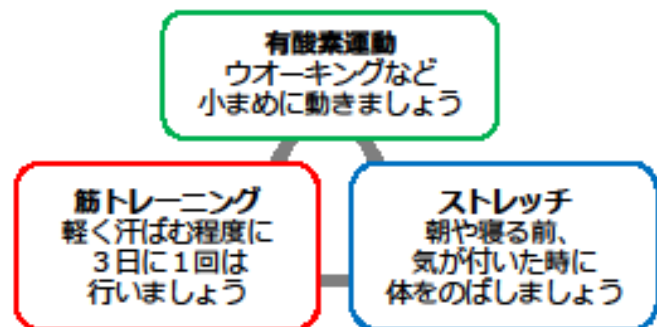 有酸素運動
ウオーキングなど
小まめに動きましょう
筋トレーニング
軽く汗ばむ程度に
３日に１回は
行いましょう
ストレッチ
朝や寝る前、
気が付いた時に
体をのばしましょう